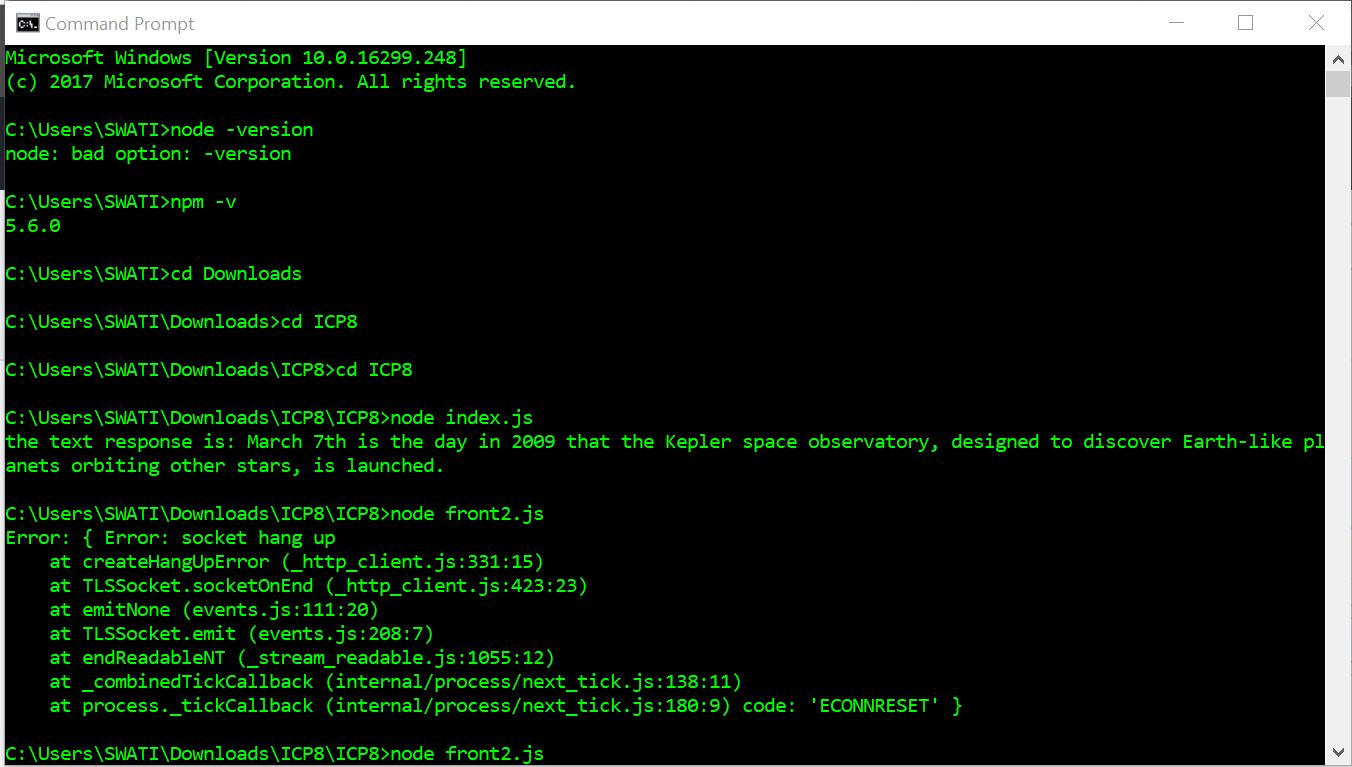 Command Prompt
Microsoft Windows [Version 10.0.16299.248]
(c) 2017 Microsoft Corporation. All rights reserved.
C:\Users\SWATI>node -version
node: bad option: -version
C:\Users\SWATI>npm -v
5.6.0
C:\Users\SWATI>cd Downloads
C:\Users\SWATI\Downloads>cd ICP8
C:\Users\SWATI\Downloads\ICP8>cd ICP8
C:\Users\SWATI\Downloads\ICP8\ICP8>node index.js
the text response is: March 7th is the day in 2009 that the Kepler space observatory, designed to discover Earth-like pl
anets orbiting other stars, is launched.
C:\Users\SWATI\Downloads\ICP8\ICP8>node front2.js
Error: { Error: socket hang up
    at createHangUpError (_http_client.js:331:15)
    at TLSSocket.socketOnEnd (_http_client.js:423:23)
    at emitNone (events.js:111:20)
    at TLSSocket.emit (events.js:208:7)
    at endReadableNT (_stream_readable.js:1055:12)
    at _combinedTickCallback (internal/process/next_tick.js:138:11)
    at process._tickCallback (internal/process/next_tick.js:180:9) code: 'ECONNRESET' }
C:\Users\SWATI\Downloads\ICP8\ICP8>node front2.js